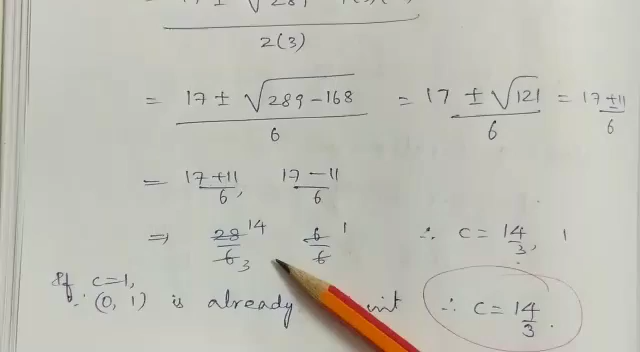 2(3)
= 17 ± √289-168 / 6 = 17 ± √121 / 6 = 17±11 / 6
= 17+11/6, 17-11/6
⇒ 28/6 14/3 6/6 1 ∴ c = 14/3, 1
If c=1,
∵ (0, 1) is already ∴ c = 14/3.